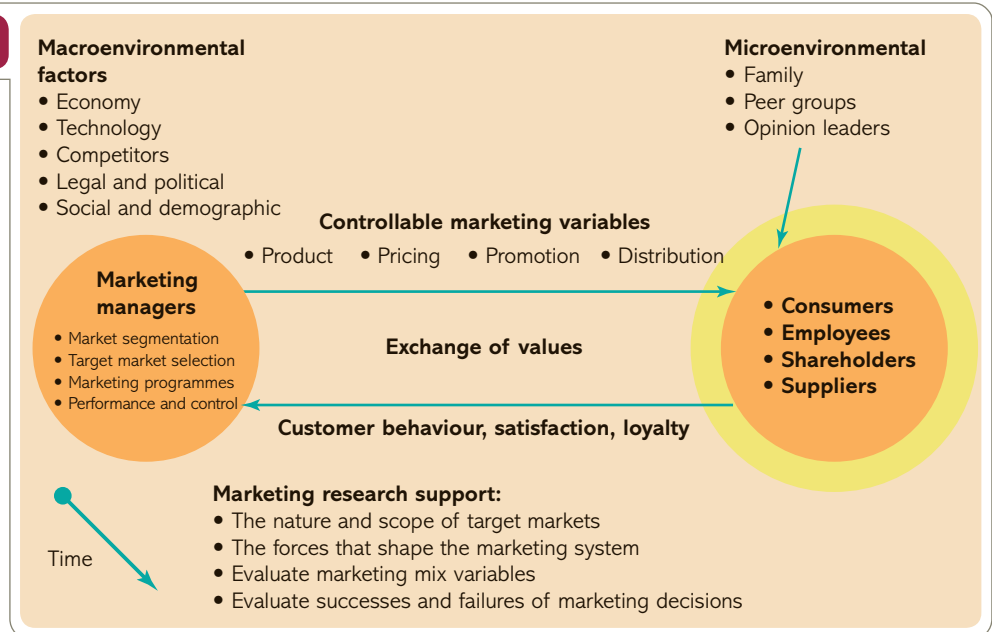 Macroenvironmental
factors
• Economy
• Technology
• Competitors
• Legal and political
• Social and demographic
Microenvironmental
• Family
• Peer groups
• Opinion leaders
Controllable marketing variables
• Product • Pricing • Promotion • Distribution
Marketing
managers
• Market segmentation
• Target market selection
• Marketing programmes
• Performance and control
Exchange of values
• Consumers
• Employees
• Shareholders
• Suppliers
Customer behaviour, satisfaction, loyalty
Time
Marketing research support:
• The nature and scope of target markets
• The forces that shape the marketing system
• Evaluate marketing mix variables
• Evaluate successes and failures of marketing decisions